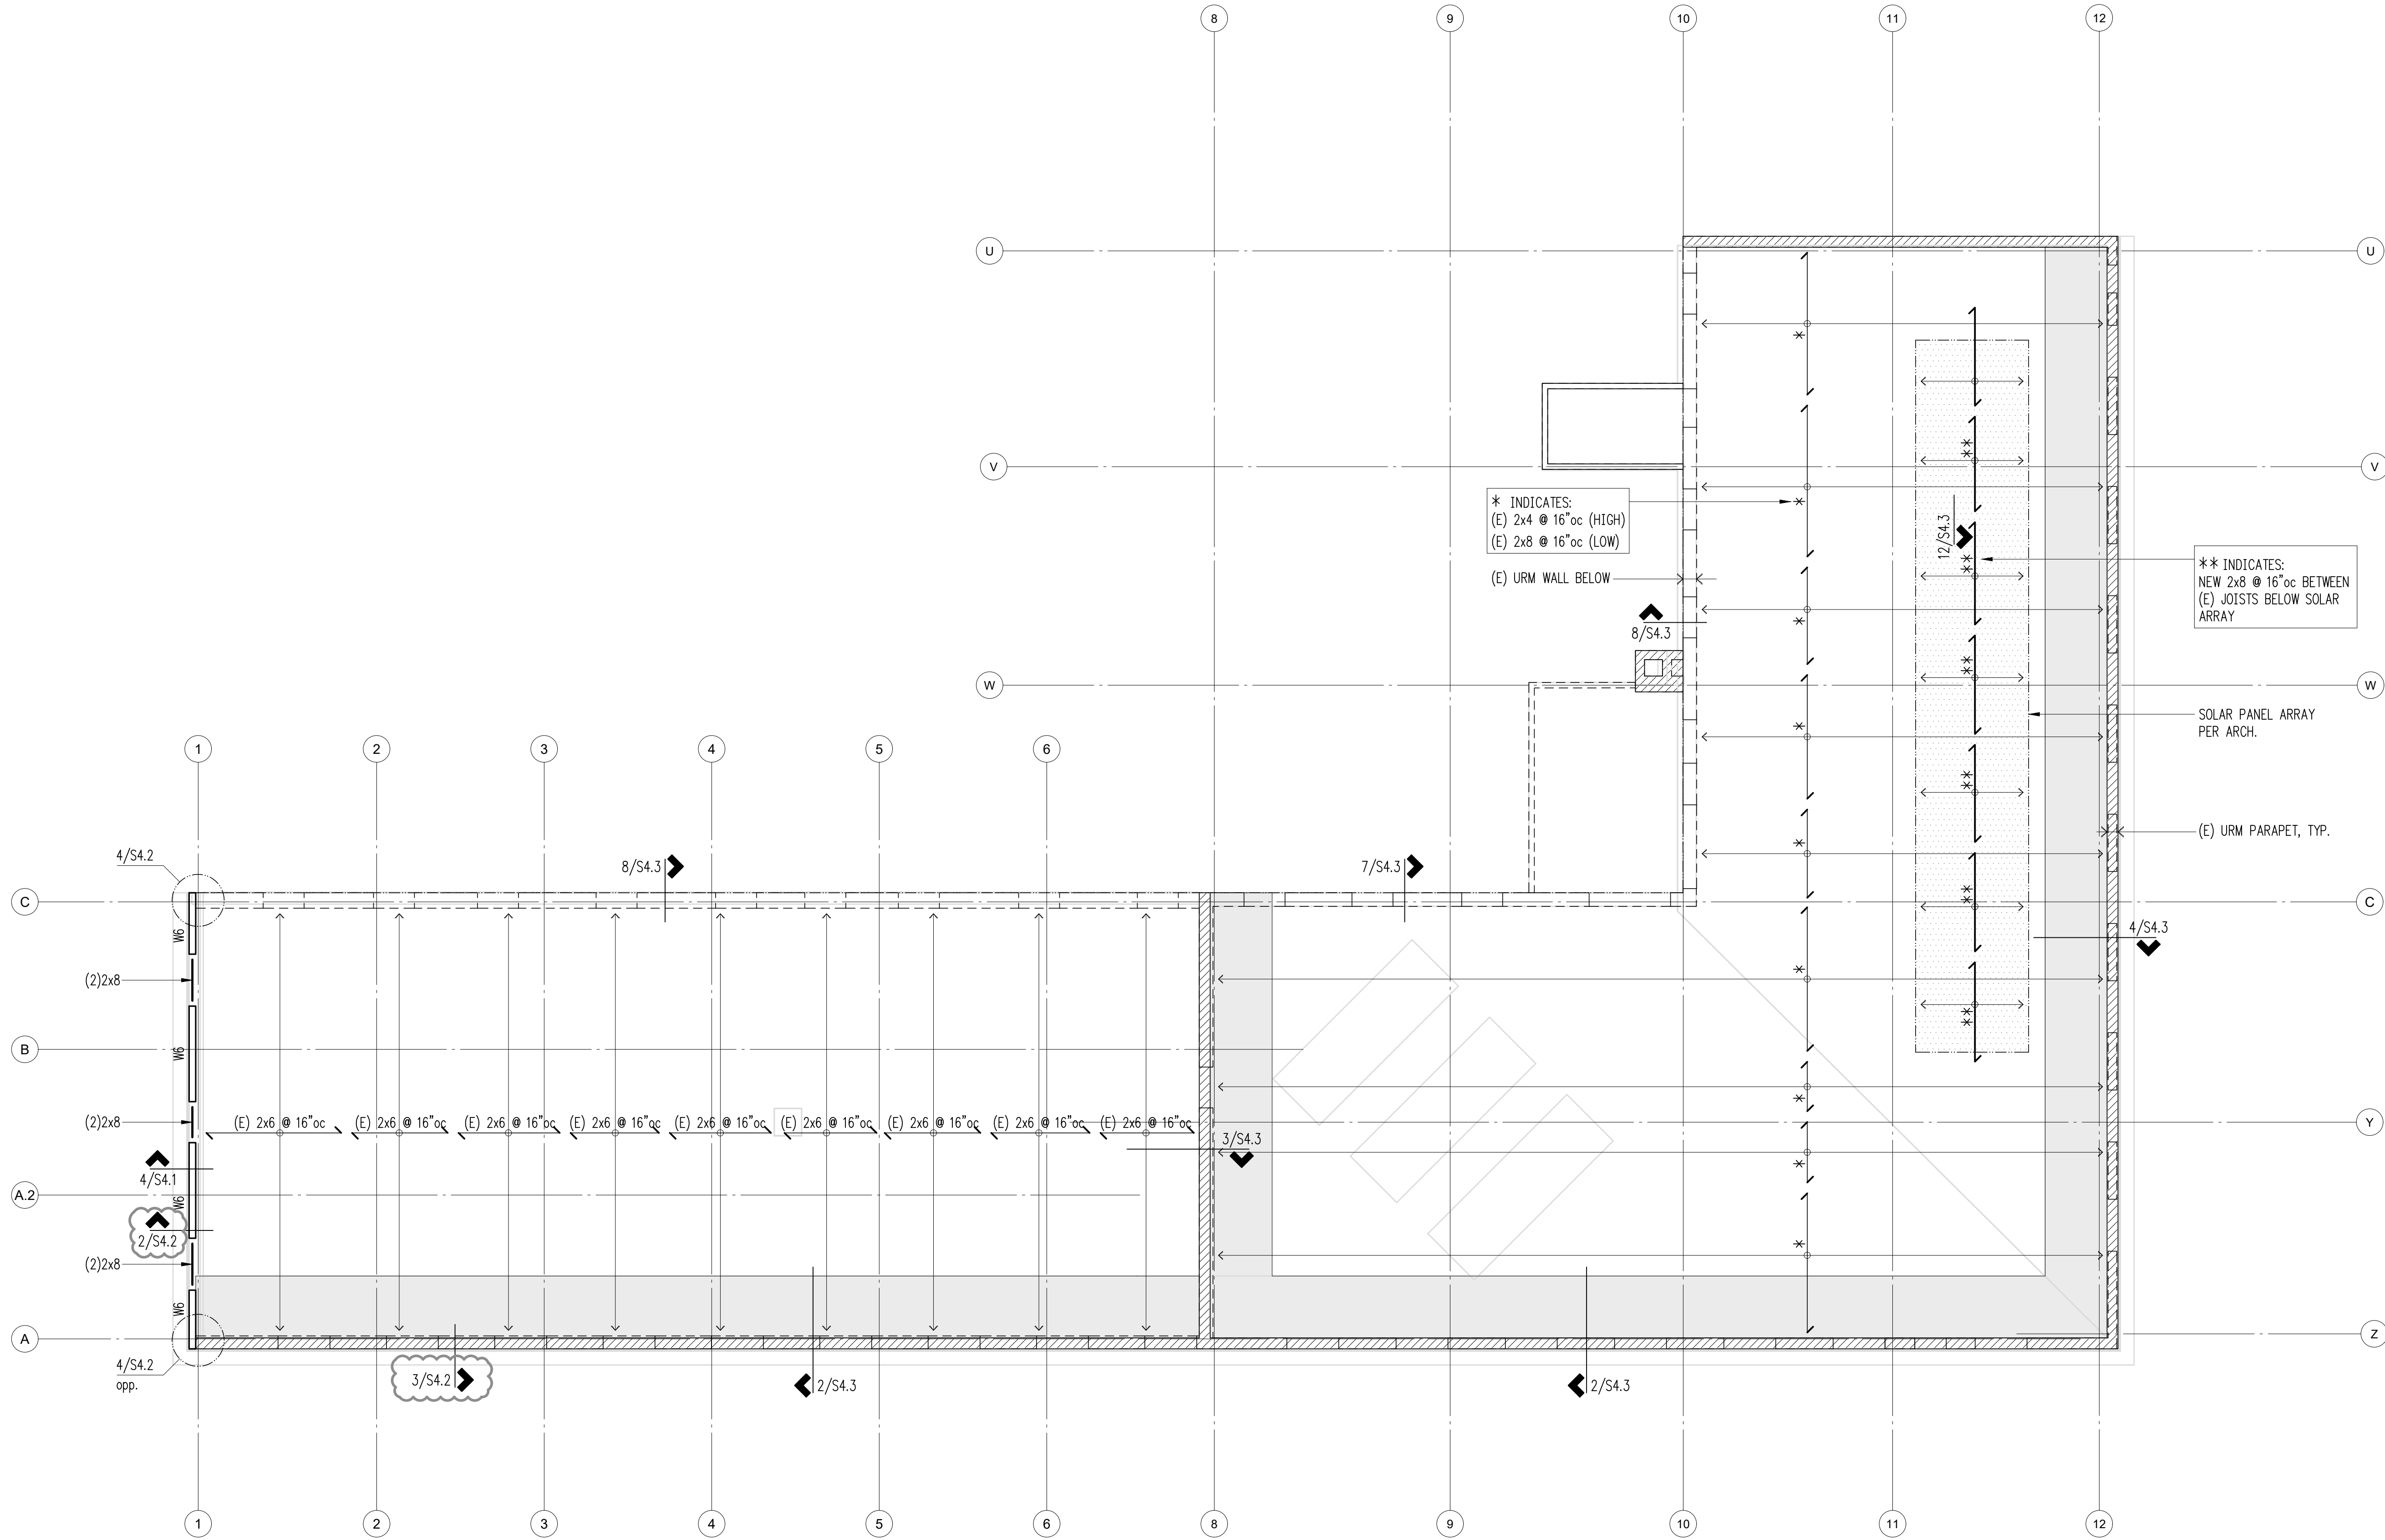 8
9
10
11
12
U
U
V
V
* INDICATES:
(E) 2x4 @ 16"oc (HIGH)
(E) 2x8 @ 16"oc (LOW)
12/S4.3
** INDICATES:
NEW 2x8 @ 16"oc BETWEEN
(E) JOISTS BELOW SOLAR
ARRAY
(E) URM WALL BELOW
8/S4.3
W
W
SOLAR PANEL ARRAY
PER ARCH.
1
2
3
4
5
6
(E) URM PARAPET, TYP.
4/S4.2
8/S4.3
7/S4.3
C
C
W6
4/S4.3
(2)2x8
B
W6
(2)2x8
(E) 2x6 @ 16"oc
(E) 2x6 @ 16"oc
(E) 2x6 @ 16"oc
(E) 2x6 @ 16"oc
(E) 2x6 @ 16"oc
(E) 2x6 @ 16"oc
(E) 2x6 @ 16"oc
(E) 2x6 @ 16"oc
(E) 2x6 @ 16"oc
Y
3/S4.3
4/S4.1
A.2
W6
2/S4.2
(2)2x8
W6
A
Z
4/S4.2
opp.
3/S4.2
2/S4.3
2/S4.3
1
2
3
4
5
6
8
9
10
11
12